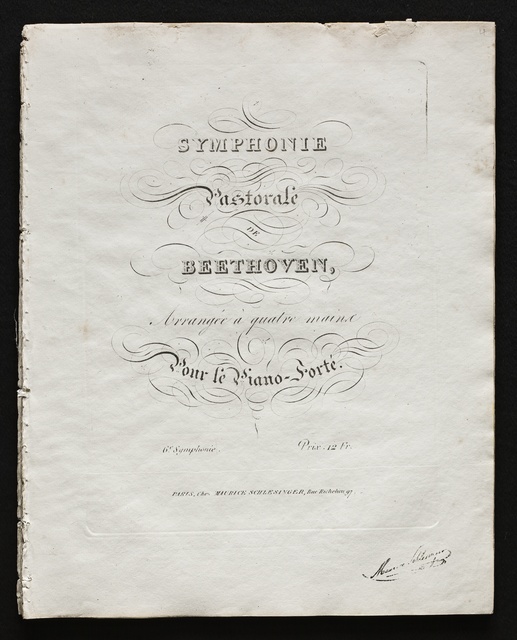 SYMPHONIE
Pastorale
DE
BEETHOVEN,
Arrangée à quatre mains
Pour le Piano-Forté.
6e Symphonie. Prix. 12 Fr.
PARIS, Chez MAURICE SCHLESINGER, Rue Richelieu 97